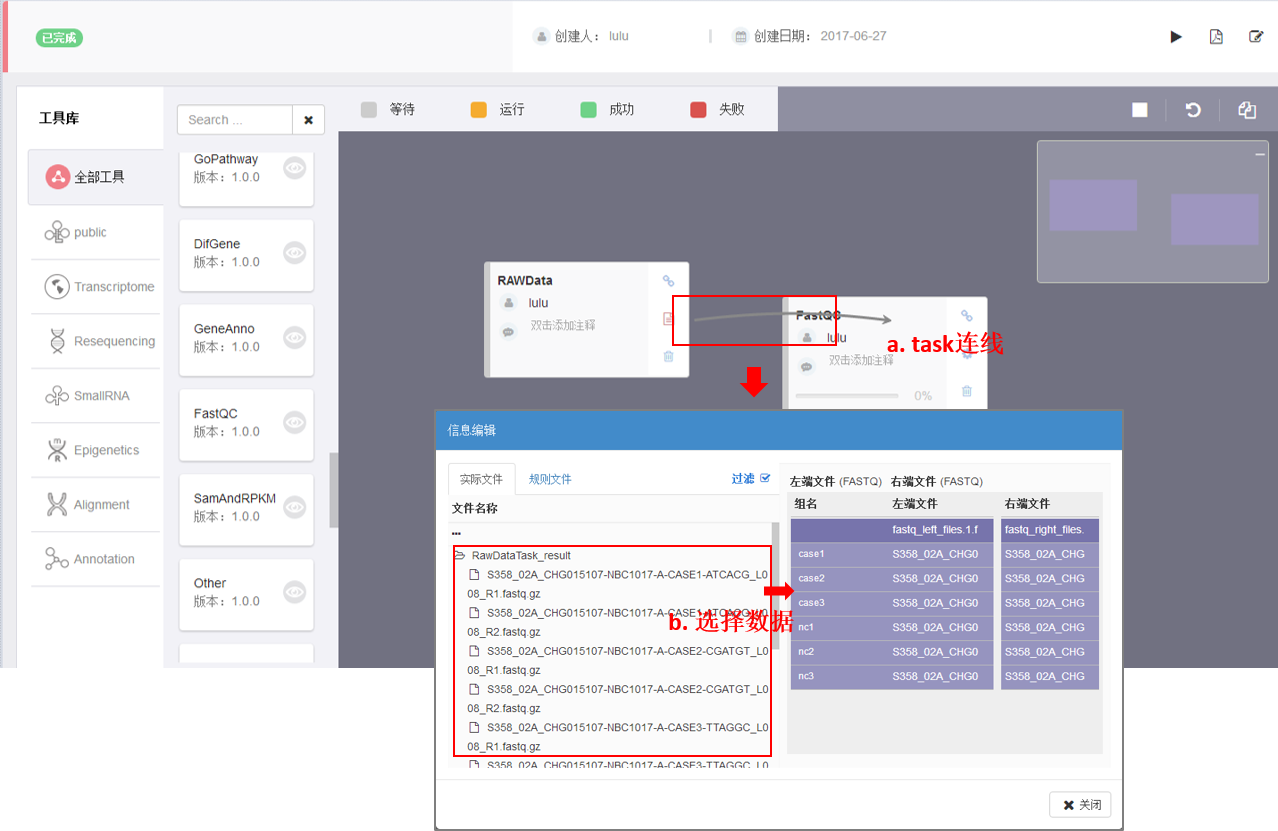 已完成
创建人： lulu
创建日期： 2017-06-27
工具库
全部工具
public
Transcriptome
Resequencing
SmallRNA
Epigenetics
Alignment
Annotation
Search ...
GoPathway
版本：1.0.0
DifGene
版本：1.0.0
GeneAnno
版本：1.0.0
FastQC
版本：1.0.0
SamAndRPKM
版本：1.0.0
Other
版本：1.0.0
等待
运行
成功
失败
RAWData
lulu
双击添加注释
FastQC
lulu
双击添加注释
0%
a. task连线
信息编辑
实际文件
规则文件
过滤
文件名称
...
RawDataTask_result
S358_02A_CHG015107-NBC1017-A-CASE1-ATCACG_L0
08_R1.fastq.gz
S358_02A_CHG015107-NBC1017-A-CASE1-ATCACG_L0
08_R2.fastq.gz
S358_02A_CHG015107-NBC1017-A-CASE2-CGATGT_L0
08_R1.fastq.gz
S358_02A_CHG015107-NBC1017-A-CASE2-CGATGT_L0
08_R2.fastq.gz
S358_02A_CHG015107-NBC1017-A-CASE3-TTAGGC_L0
08_R1.fastq.gz
S358_02A_CHG015107-NBC1017-A-CASE3-TTAGGC_L0
b. 选择数据
左端文件 (FASTQ) 右端文件 (FASTQ)
组名 左端文件 右端文件
fastq_left_files.1.f fastq_right_files.
case1 S358_02A_CHG0 S358_02A_CHG
case2 S358_02A_CHG0 S358_02A_CHG
case3 S358_02A_CHG0 S358_02A_CHG
nc1 S358_02A_CHG0 S358_02A_CHG
nc2 S358_02A_CHG0 S358_02A_CHG
nc3 S358_02A_CHG0 S358_02A_CHG
关闭